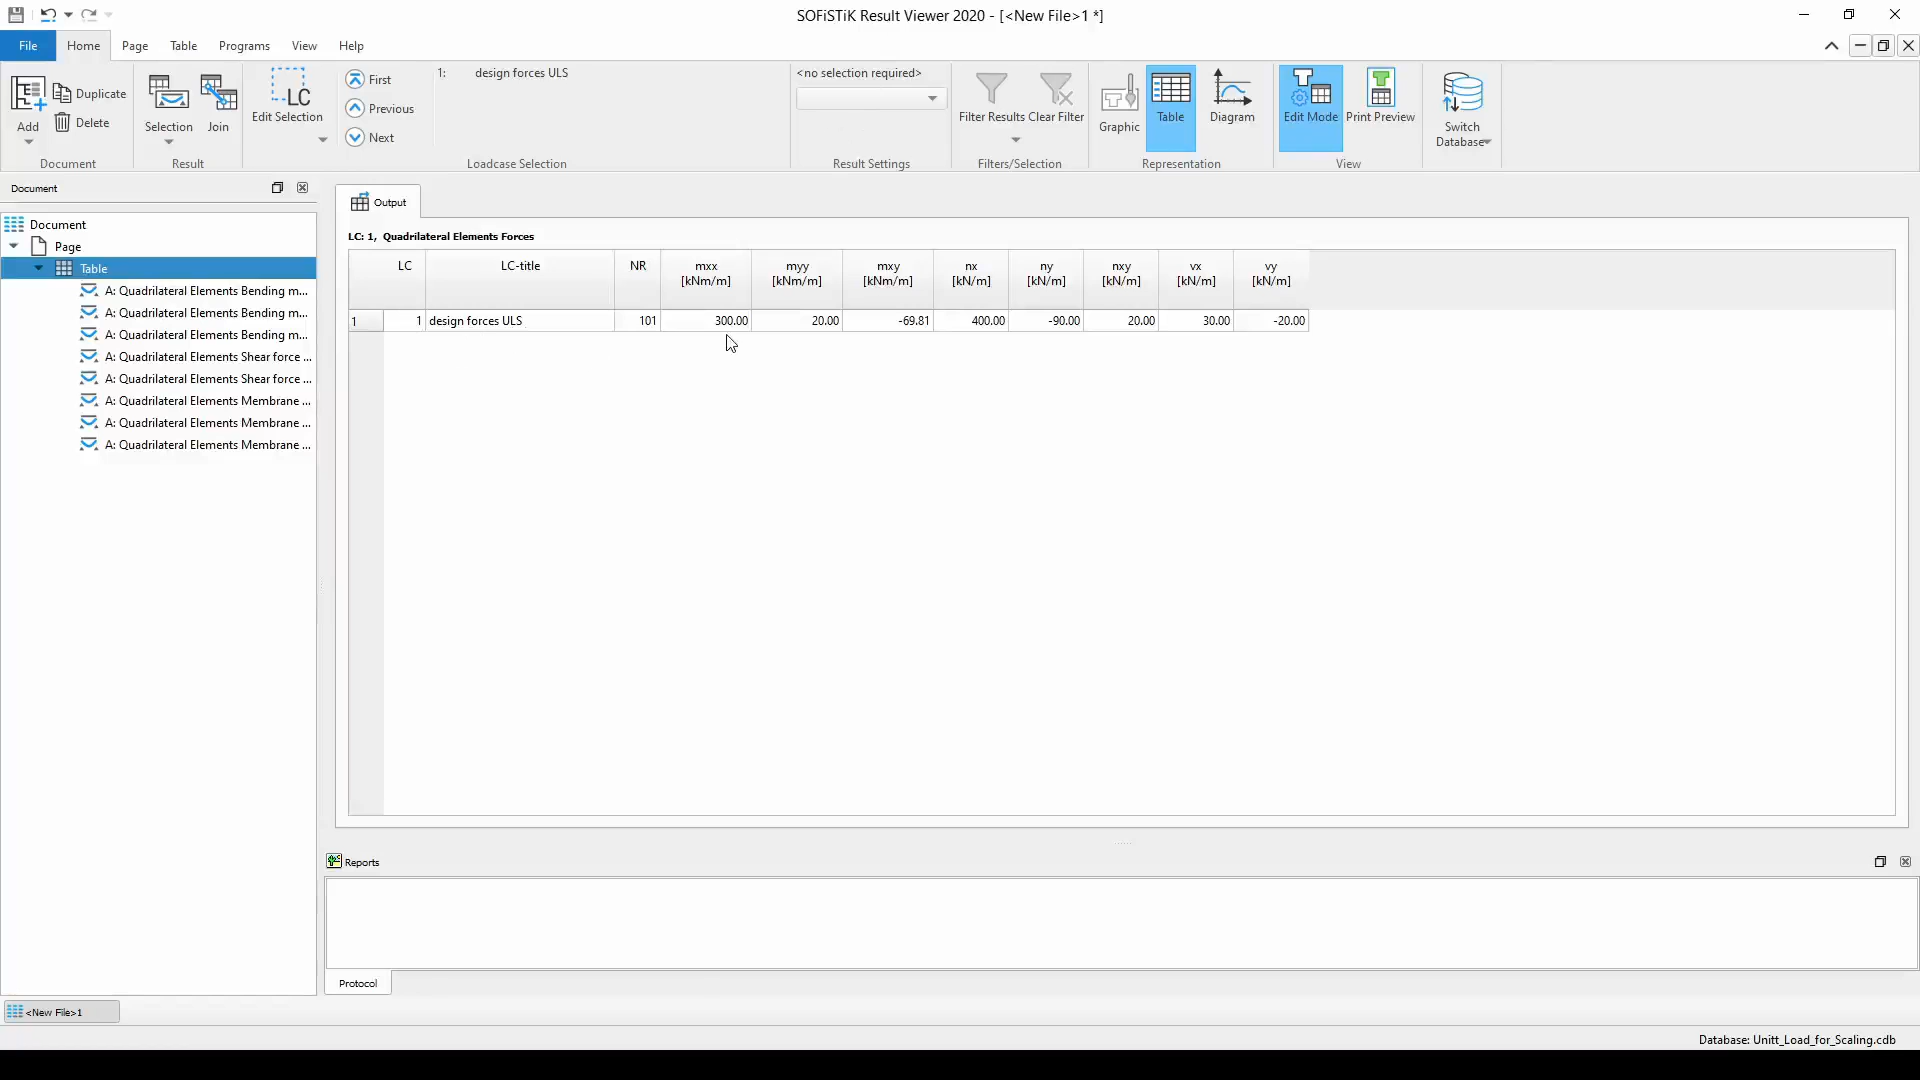 SOFiSTiK Result Viewer 2020 - [<New File>1 *]
File Home Page Table Programs View Help
Add
Duplicate
Delete
Document
Selection
Join
Result
LC
Edit Selection
First
Previous
Next
1: design forces ULS
Loadcase Selection
<no selection required>
Result Settings
Filter Results Clear Filter
Filters/Selection
Graphic
Table
Diagram
Representation
Edit Mode
Print Preview
View
Switch
Database
Document
Document
Page
Table
A: Quadrilateral Elements Bending m...
A: Quadrilateral Elements Bending m...
A: Quadrilateral Elements Bending m...
A: Quadrilateral Elements Shear force ...
A: Quadrilateral Elements Shear force ...
A: Quadrilateral Elements Membrane ...
A: Quadrilateral Elements Membrane ...
A: Quadrilateral Elements Membrane ...
Output
LC: 1, Quadrilateral Elements Forces
LC LC-title NR mxx myy mxy nx ny nxy vx vy
[kNm/m] [kNm/m] [kNm/m] [kN/m] [kN/m] [kN/m] [kN/m] [kN/m]
1 1 design forces ULS 101 300.00 20.00 -69.81 400.00 -90.00 20.00 30.00 -20.00
Reports
Protocol
<New File>1
Database: Unitt_Load_for_Scaling.cdb